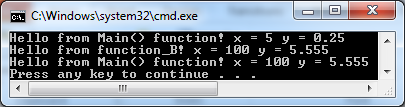 C:\Windows\system32\cmd.exe
Hello from Main() function! x = 5 y = 0.25
Hello from function_B! x = 100 y = 5.555
Hello from Main() function! x = 100 y = 5.555
Press any key to continue . . .